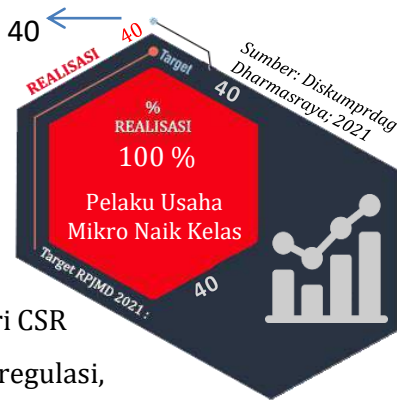 40
40
REALISASI
Target
40
Sumber: Diskumprdag
Dharmasraya; 2021
%
REALISASI
100 %
Pelaku Usaha
Mikro Naik Kelas
Target RPJMD 2021 :
40
ri CSR
regulasi,